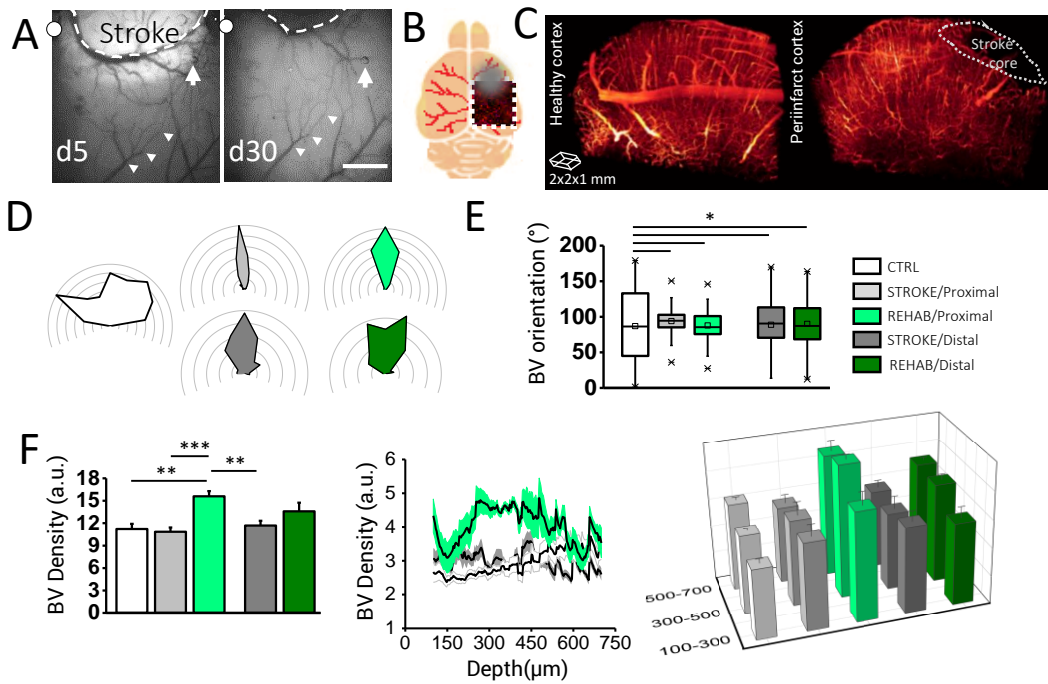 A
Stroke
d5
d30
B
C
Healthy cortex
2x2x1 mm
Periinfarct cortex
Stroke
core
D
E
BV orientation (°)
200
150
100
50
0
*
CTRL
STROKE/Proximal
REHAB/Proximal
STROKE/Distal
REHAB/Distal
F
BV Density (a.u.)
18
15
12
9
6
3
0
**
***
**
BV Density (a.u.)
6
5
4
3
2
1
0 150 300 450 600 750
Depth(µm)
500-700
300-500
100-300